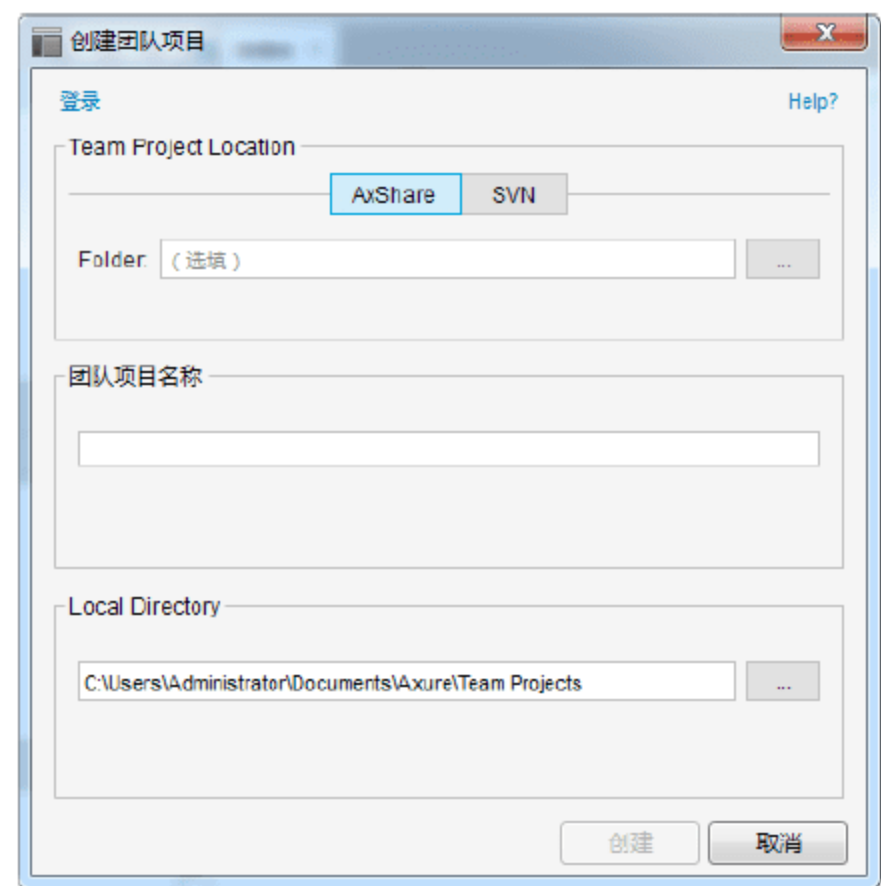 创建团队项目
登录 Help?
Team Project Location
AxShare SVN
Folder: (选填) ...
团队项目名称
Local Directory
C:\Users\Administrator\Documents\Axure\Team Projects ...
创建 取消